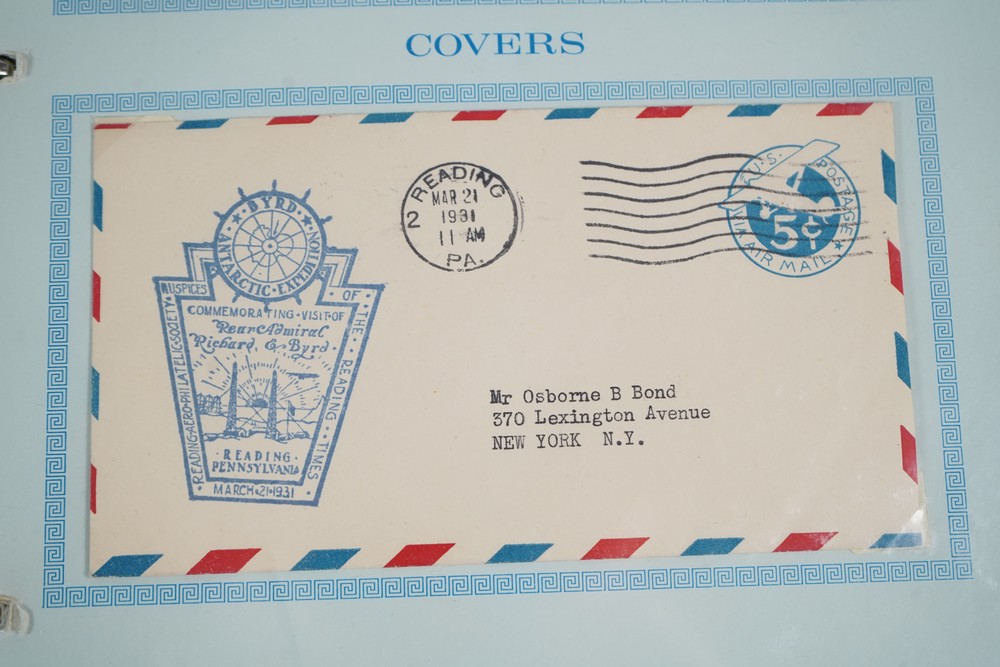 COVERS
BYRD
ANTARCTIC·EXPEDITION
AUSPICES OF THE READING TIMES
READING·AERO·PHILATELIC·SOCIETY·
COMMEMORATING·VISIT·OF
Rear Admiral
Richard, E. Byrd
·READING·
PENNSYLVANIA
·MARCH·21·1931
READING
MAR 21
2 1931
11 AM
PA.
U.S. POSTAGE
5¢
VIA AIR MAIL
Mr Osborne B Bond
370 Lexington Avenue
NEW YORK N.Y.